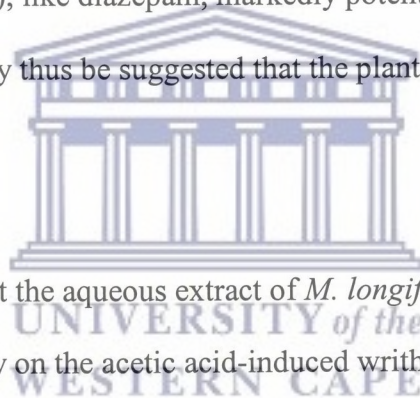 ), like diazepam, markedly poten
y thus be suggested that the plant
t the aqueous extract of M. longif
UNIVERSITY of the
y on the acetic acid-induced writh
WESTERN CAPE